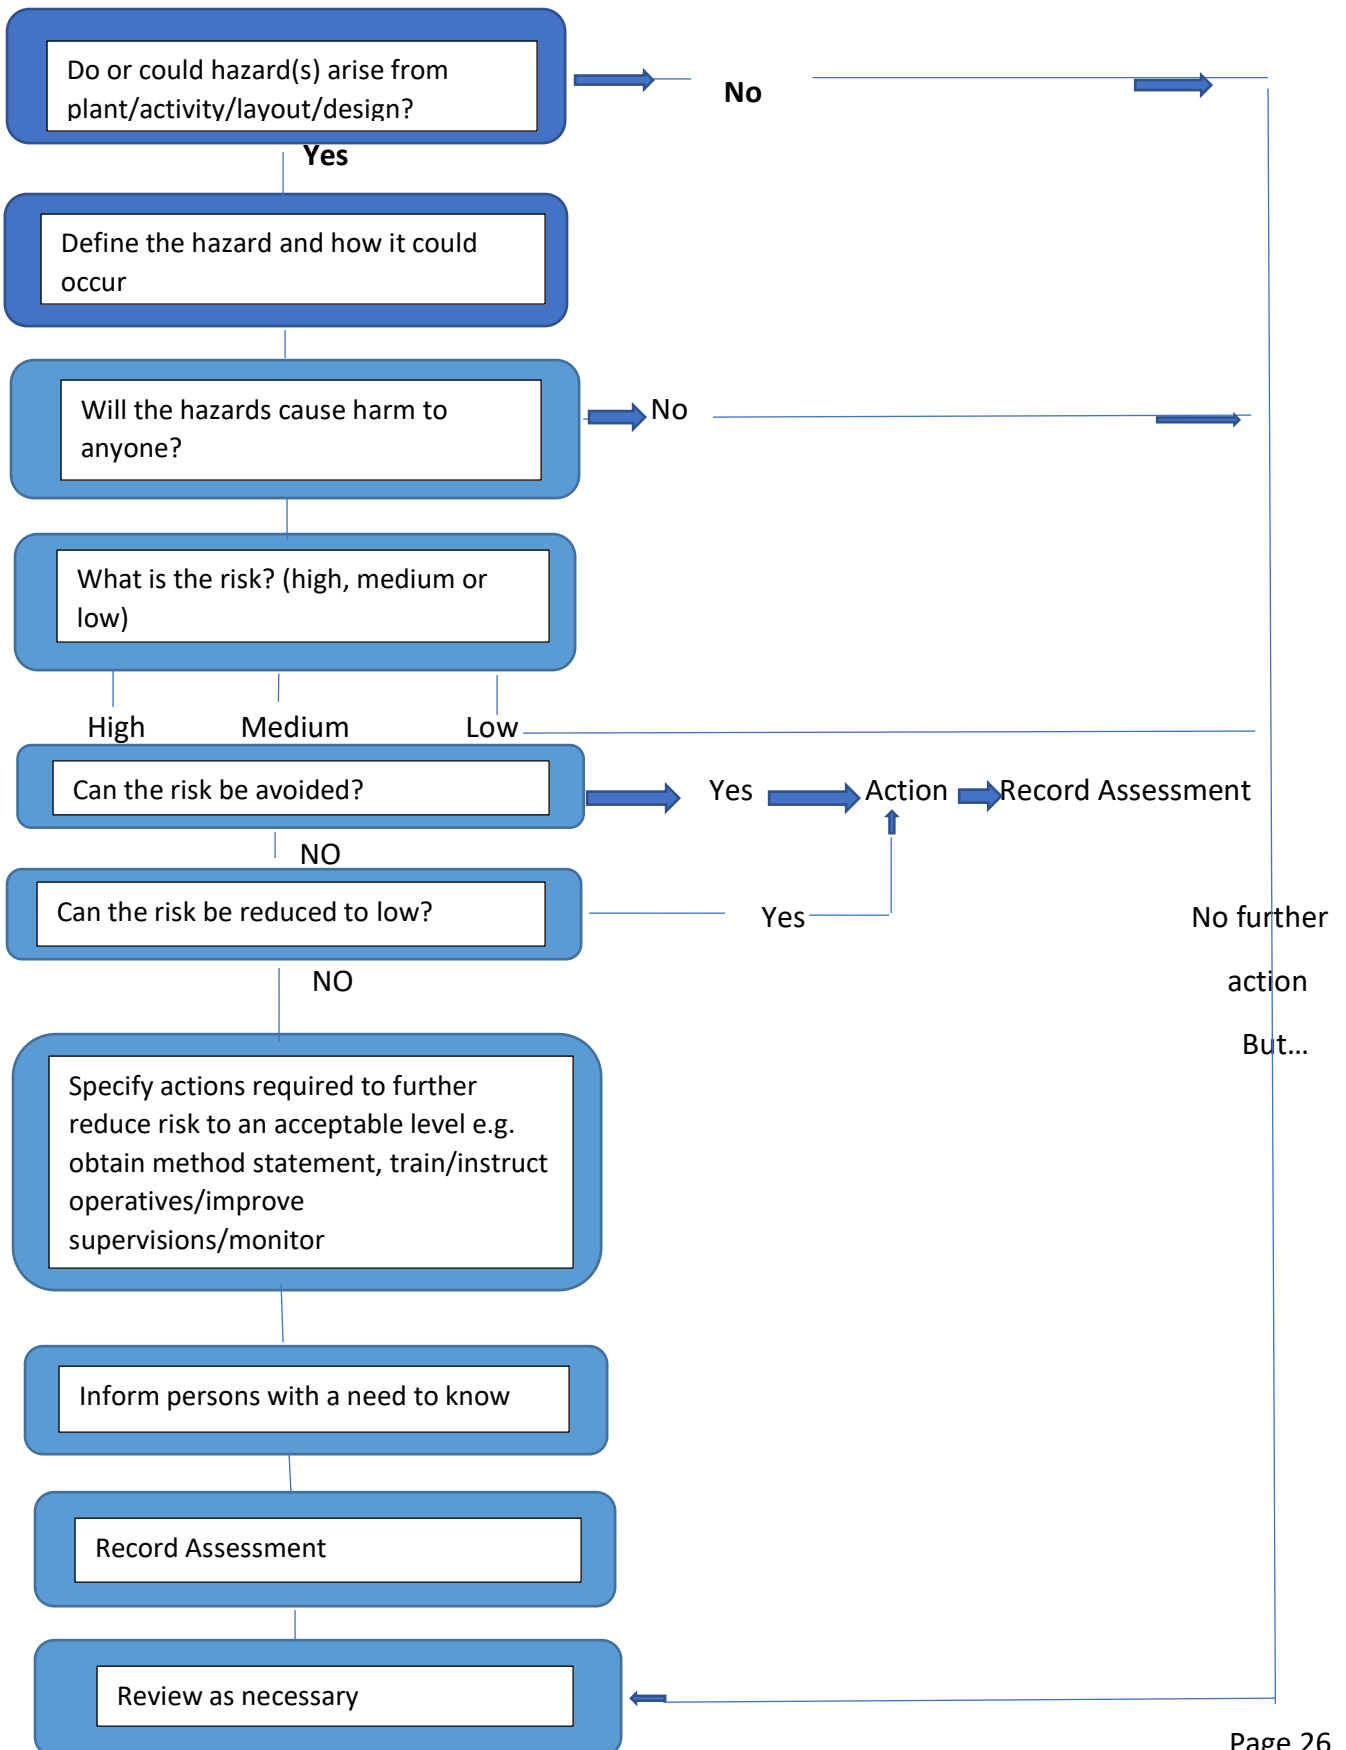 Do or could hazard(s) arise from
plant/activity/layout/design?
No
Yes
Define the hazard and how it could
occur
Will the hazards cause harm to
anyone?
No
What is the risk? (high, medium or
low)
High
Medium
Low
Can the risk be avoided?
Yes
Action
Record Assessment
NO
Can the risk be reduced to low?
Yes
No further
action
But...
NO
Specify actions required to further
reduce risk to an acceptable level e.g.
obtain method statement, train/instruct
operatives/improve
supervisions/monitor
Inform persons with a need to know
Record Assessment
Review as necessary
Page 26